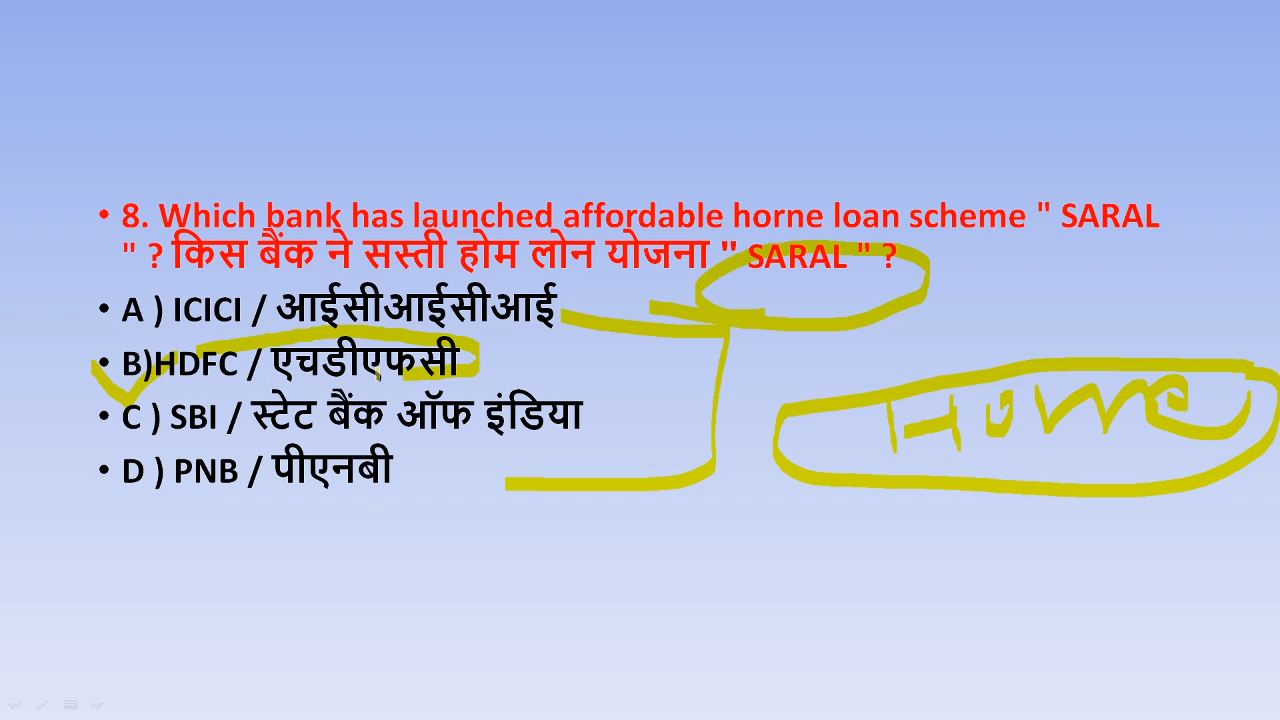 • 8. Which bank has launched affordable horne loan scheme " SARAL
" ? किस बैंक ने सस्ती होम लोन योजना " SARAL " ?
• A ) ICICI / आईसीआईसीआई
• B)HDFC / एचडीएफसी
• C ) SBI / स्टेट बैंक ऑफ इंडिया
• D ) PNB / पीएनबी
Home